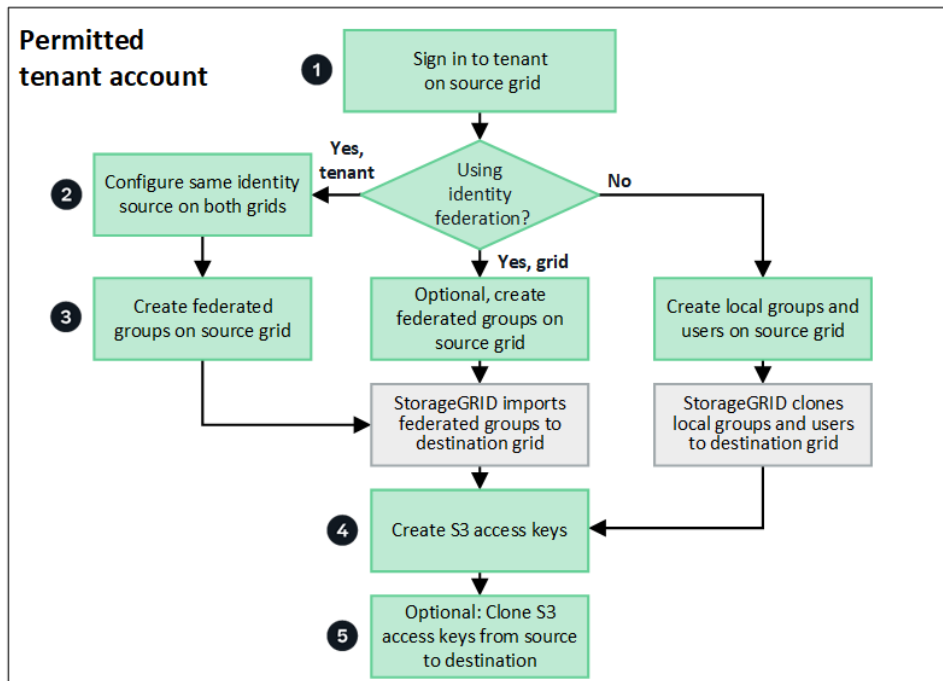 Permitted
tenant account
1
Sign in to tenant
on source grid
Using
identity
federation?
Yes,
tenant
No
Yes, grid
2
Configure same identity
source on both grids
3
Create federated
groups on source grid
Optional, create
federated groups on
source grid
Create local groups and
users on source grid
StorageGRID imports
federated groups to
destination grid
StorageGRID clones
local groups and users
to destination grid
4
Create S3 access keys
5
Optional: Clone S3
access keys from source
to destination